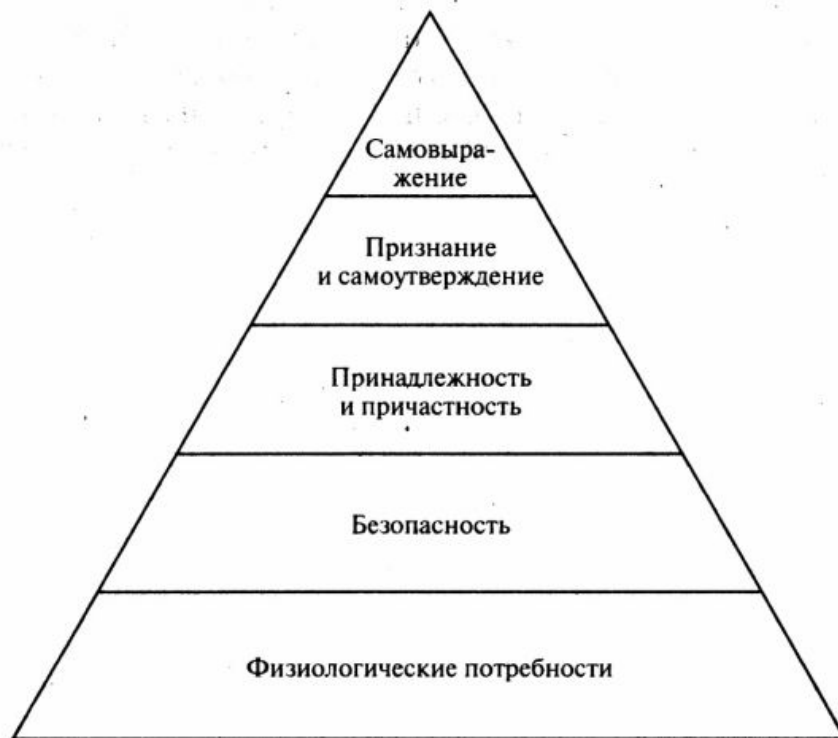 Самовыра-
жение
Признание
и самоутверждение
Принадлежность
и причастность
Безопасность
Физиологические потребности